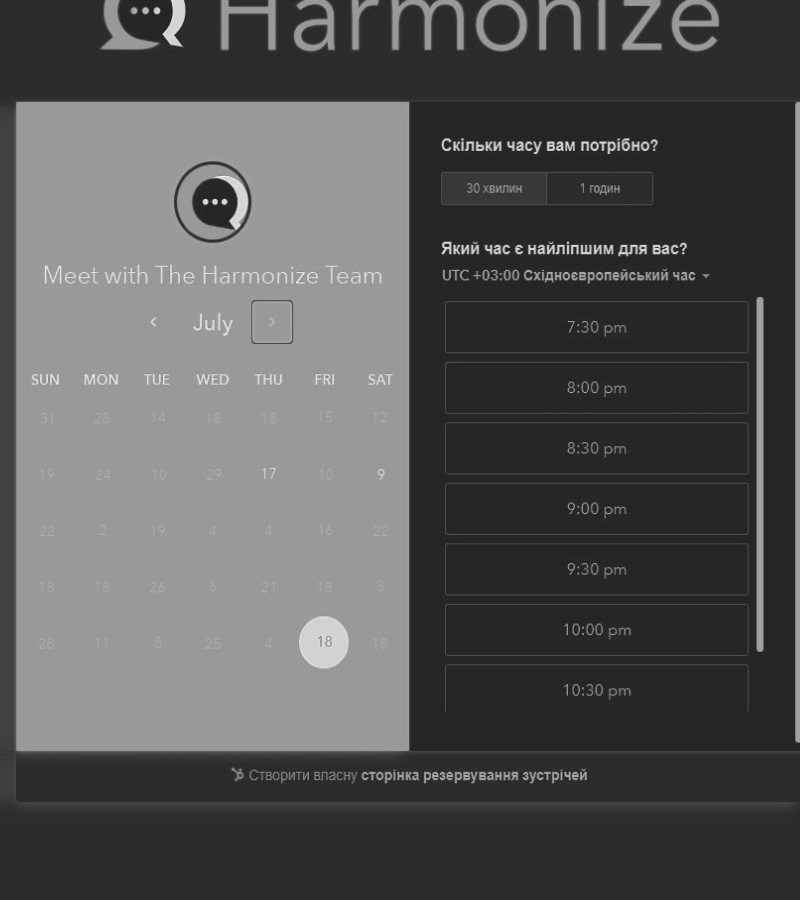 Harmonize
Meet with The Harmonize Team
July
SUN MON TUE WED THU FRI SAT
31 28 14 18 18 15 12
19 24 10 29 17 10 9
22 2 19 4 4 16 22
18 18 26 6 21 18 8
28 11 8 25 4 18 18
Скільки часу вам потрібно?
30 хвилин 1 годин
Який час є найліпшим для вас?
UTC +03:00 Східноєвропейський час
7:30 pm
8:00 pm
8:30 pm
9:00 pm
9:30 pm
10:00 pm
10:30 pm
Створити власну сторінка резервування зустрічей